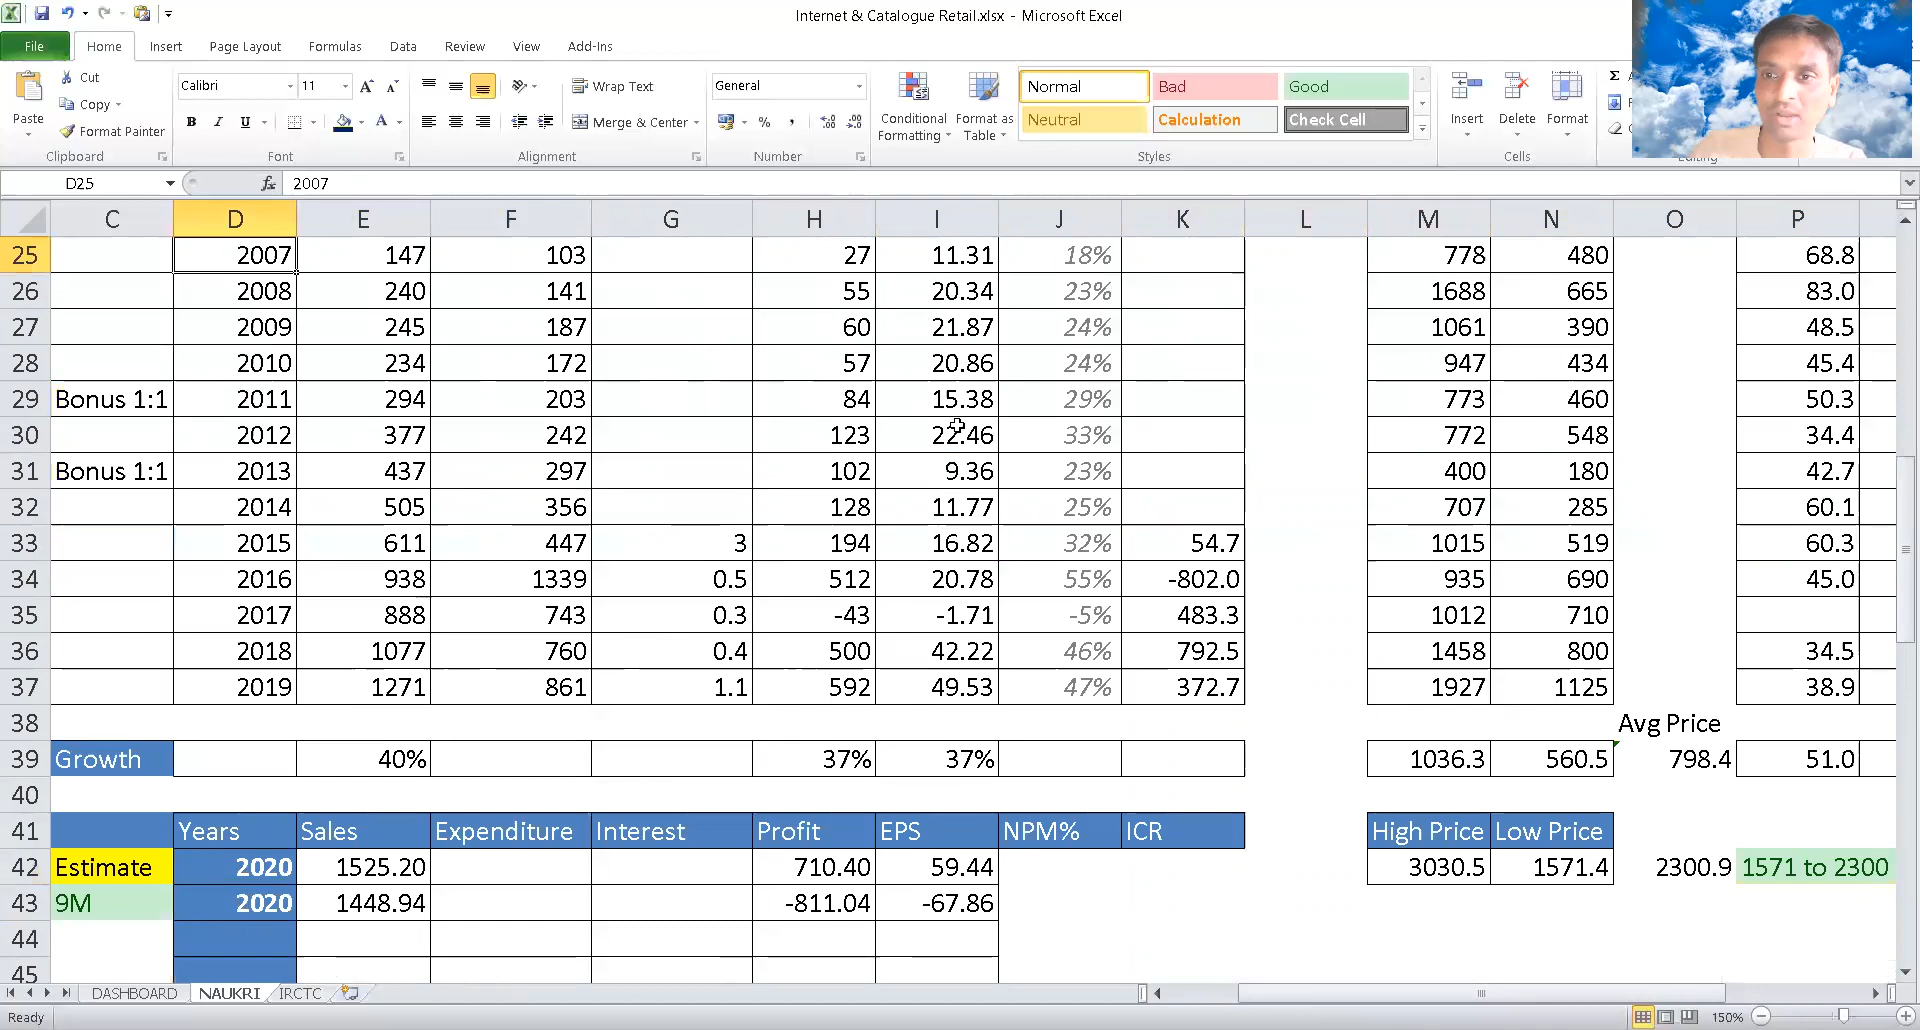 Internet & Catalogue Retail.xlsx - Microsoft Excel
File Home Insert Page Layout Formulas Data Review View Add-Ins
Paste Cut Copy Format Painter Clipboard
Calibri 11 A A B I U A Font
Wrap Text Merge & Center Alignment
General % , Number
Conditional Formatting Format as Table
Normal Bad Good
Neutral Calculation Check Cell
Styles
Insert Delete Format Cells
Σ
D25 fx 2007
C D E F G H I J K L M N O P
25 2007 147 103 27 11.31 18% 778 480 68.8
26 2008 240 141 55 20.34 23% 1688 665 83.0
27 2009 245 187 60 21.87 24% 1061 390 48.5
28 2010 234 172 57 20.86 24% 947 434 45.4
29 Bonus 1:1 2011 294 203 84 15.38 29% 773 460 50.3
30 2012 377 242 123 22.46 33% 772 548 34.4
31 Bonus 1:1 2013 437 297 102 9.36 23% 400 180 42.7
32 2014 505 356 128 11.77 25% 707 285 60.1
33 2015 611 447 3 194 16.82 32% 54.7 1015 519 60.3
34 2016 938 1339 0.5 512 20.78 55% -802.0 935 690 45.0
35 2017 888 743 0.3 -43 -1.71 -5% 483.3 1012 710
36 2018 1077 760 0.4 500 42.22 46% 792.5 1458 800 34.5
37 2019 1271 861 1.1 592 49.53 47% 372.7 1927 1125 38.9
38 Avg Price
39 Growth 40% 37% 37% 1036.3 560.5 798.4 51.0
40
41 Years Sales Expenditure Interest Profit EPS NPM% ICR High Price Low Price
42 Estimate 2020 1525.20 710.40 59.44 3030.5 1571.4 2300.9 1571 to 2300
43 9M 2020 1448.94 -811.04 -67.86
44
45
DASHBOARD NAUKRI IRCTC
Ready 150%